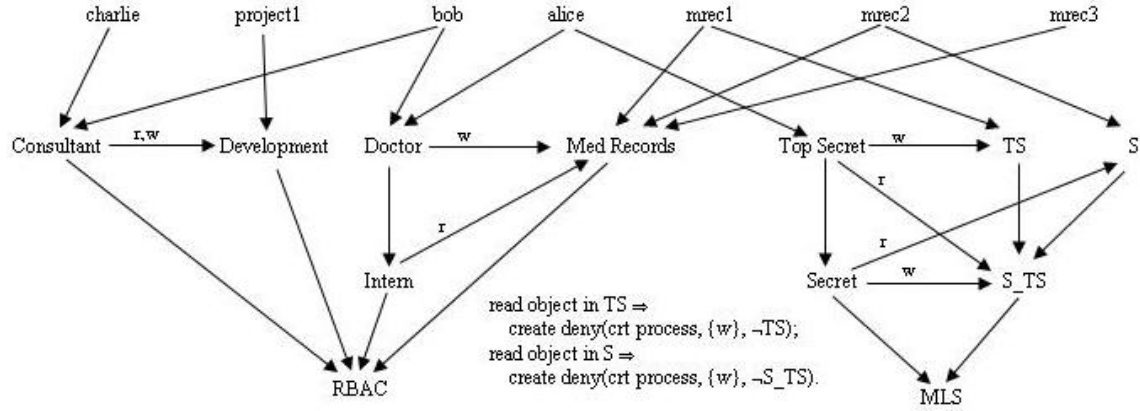 charlie project1 bob alice mrec1 mrec2 mrec3
Consultant r,w Development Doctor w Med Records Top Secret w TS S
r r
r
Intern Secret w S_TS
read object in TS ⇒
create deny(crt process, {w}, ¬TS);
read object in S ⇒
create deny(crt process, {w}, ¬S_TS).
RBAC MLS